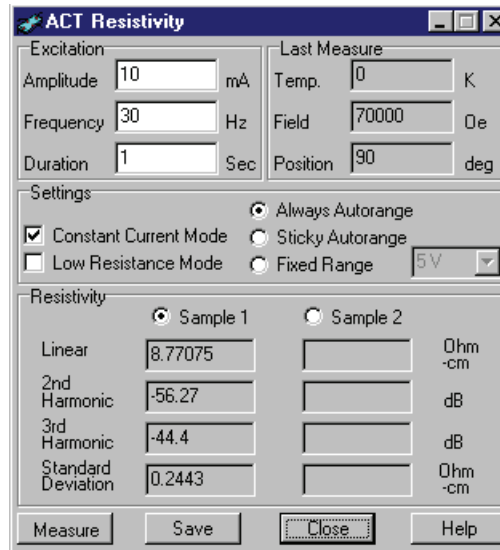 ACT Resistivity
Excitation
Amplitude 10 mA
Frequency 30 Hz
Duration 1 Sec
Last Measure
Temp. 0 K
Field 70000 Oe
Position 90 deg
Settings
Constant Current Mode
Low Resistance Mode
Always Autorange
Sticky Autorange
Fixed Range 5 V
Resistivity
Sample 1 Sample 2
Linear 8.77075 Ohm
-cm
2nd
Harmonic -56.27 dB
3rd
Harmonic -44.4 dB
Standard
Deviation 0.2443 Ohm
-cm
Measure Save Close Help